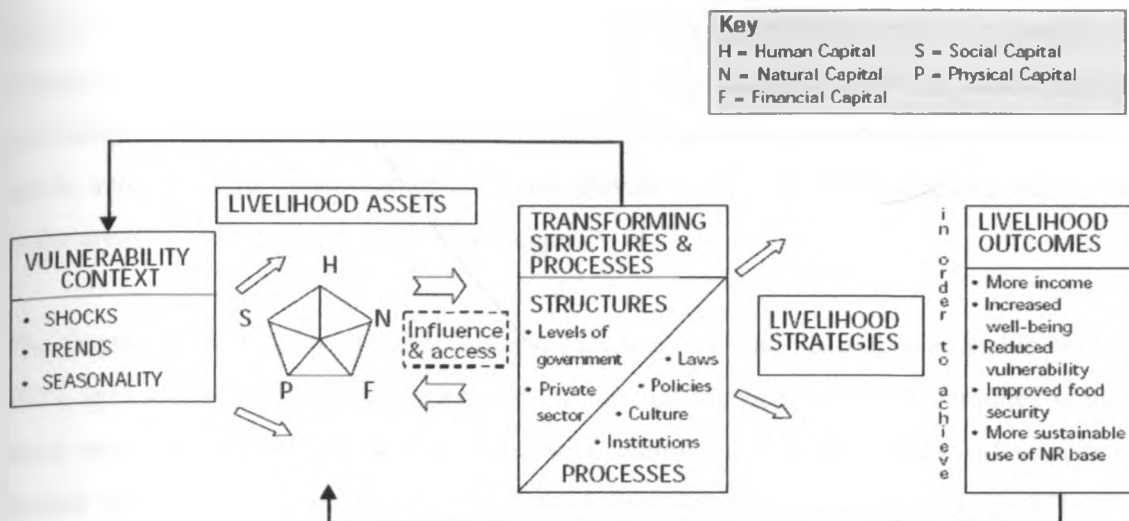 Key
H = Human Capital S = Social Capital
N = Natural Capital P = Physical Capital
F = Financial Capital
LIVELIHOOD ASSETS
VULNERABILITY
CONTEXT
• SHOCKS
• TRENDS
• SEASONALITY
H
S
N
P
F
Influence
& access
TRANSFORMING
STRUCTURES &
PROCESSES
STRUCTURES
• Levels of
government
• Private
sector
• Laws
• Policies
• Culture
• Institutions
PROCESSES
LIVELIHOOD
STRATEGIES
in order to achieve
LIVELIHOOD
OUTCOMES
• More income
• Increased
well-being
• Reduced
vulnerability
• Improved food
security
• More sustainable
use of NR base